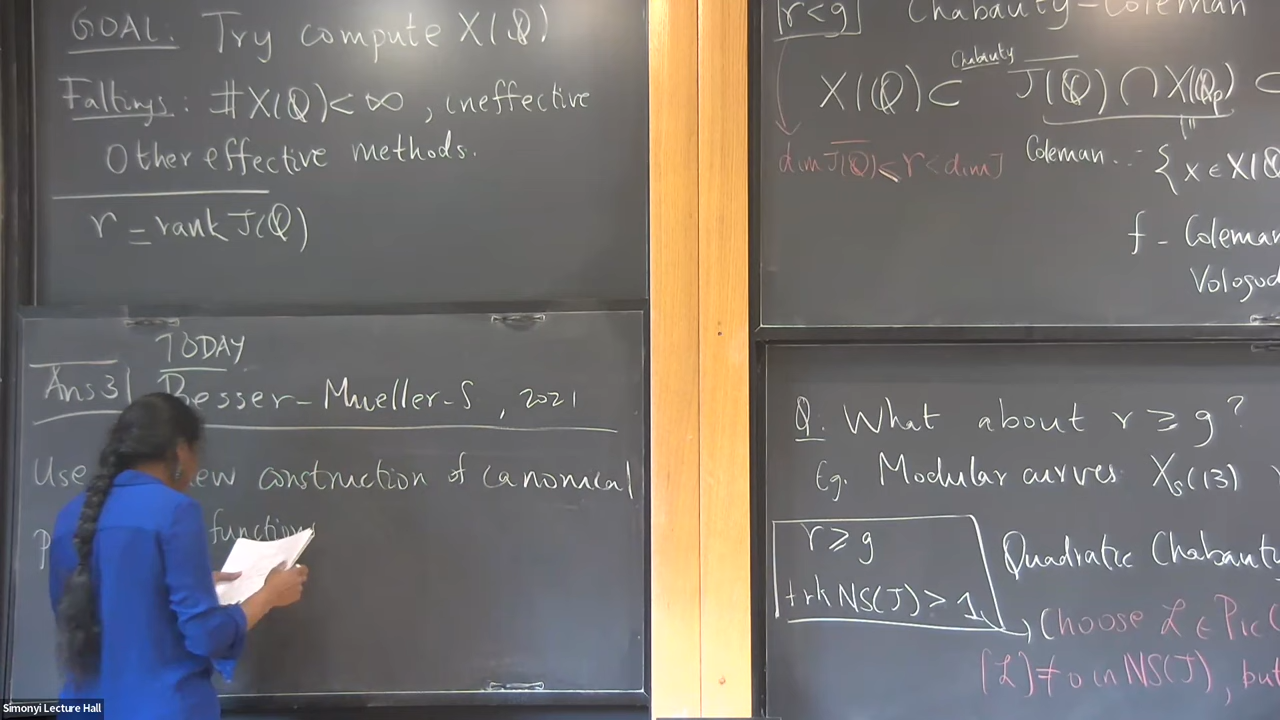 GOAL: Try compute X(ℚ)
Faltings: #X(ℚ)<∞, ineffective
Other effective methods.
r = rank J(ℚ)
TODAY
Ans3 Besser-Mueller-S, 2021
Use new construction of canonical
functions
r<g Chabauty-Coleman
Chabauty
X(ℚ)⊂ J(ℚ)∩X(ℚp) ⊂
dim J(ℚ)≤r<dim J
Coleman
{x∈X(ℚ
f - Coleman
Vologod
Q: What about r≥g?
Eg. Modular curves Xs(13)
r≥g
+rk NS(J)>1
Quadratic Chabauty
Choose ℒ∈Pic(
[ℒ]≠0 in NS(J), but
Simonyi Lecture Hall